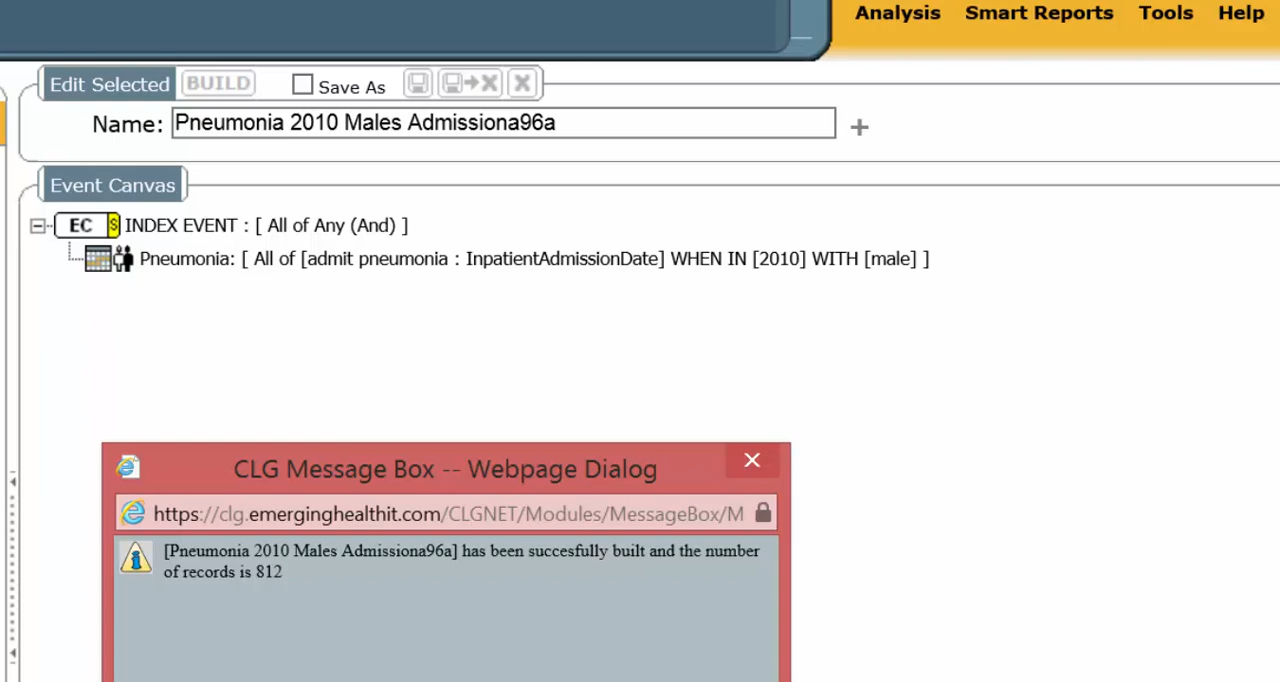 Analysis Smart Reports Tools Help
Edit Selected BUILD Save As
Name: Pneumonia 2010 Males Admissiona96a +
Event Canvas
EC $ INDEX EVENT : [ All of Any (And) ]
Pneumonia: [ All of [admit pneumonia : InpatientAdmissionDate] WHEN IN [2010] WITH [male] ]
CLG Message Box -- Webpage Dialog
https://clg.emerginghealthit.com/CLGNET/Modules/MessageBox/M
[Pneumonia 2010 Males Admissiona96a] has been succesfully built and the number
of records is 812